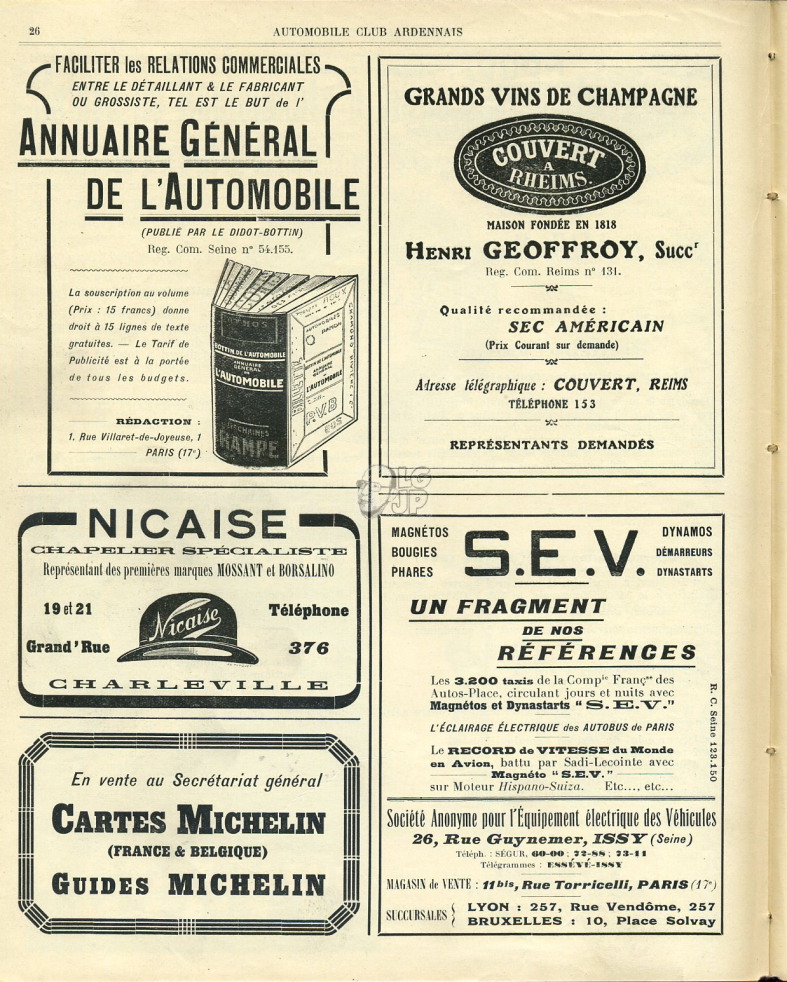 26
AUTOMOBILE CLUB ARDENNAIS
FACILITER les RELATIONS COMMERCIALES
ENTRE LE DÉTAILLANT & LE FABRICANT
OU GROSSISTE, TEL EST LE BUT de l'
ANNUAIRE GÉNÉRAL
DE L'AUTOMOBILE
(PUBLIÉ PAR LE DIDOT-BOTTIN)
Reg. Com. Seine n° 54.155.
La souscription au volume
(Prix : 15 francs) donne
droit à 15 lignes de texte
gratuites. — Le Tarif de
Publicité est à la portée
de tous les budgets.
RÉDACTION :
1, Rue Villaret-de-Joyeuse, 1
PARIS (17e)
BOTTIN DE L'AUTOMOBILE
ANNUAIRE
GÉNÉRAL
DE
L'AUTOMOBILE
RAMPE
P.V.B
LG
JP
GRANDS VINS DE CHAMPAGNE
COUVERT
A
RHEIMS.
MAISON FONDÉE EN 1818
HENRI GEOFFROY, Succr
Reg. Com. Reims n° 131.
Qualité recommandée :
SEC AMÉRICAIN
(Prix Courant sur demande)
Adresse télégraphique : COUVERT, REIMS
TÉLÉPHONE 153
REPRÉSENTANTS DEMANDÉS
NICAISE
CHAPELIER SPÉCIALISTE
Représentant des premières marques MOSSANT et BORSALINO
19 et 21
Grand'Rue
Nicaise
Téléphone
376
CHARLEVILLE
En vente au Secrétariat général
CARTES MICHELIN
(FRANCE & BELGIQUE)
GUIDES MICHELIN
MAGNÉTOS
BOUGIES
PHARES
S.E.V.
DYNAMOS
DÉMARREURS
DYNASTARTS
UN FRAGMENT
DE NOS
RÉFÉRENCES
Les 3.200 taxis de la Compie Françse des
Autos-Place, circulant jours et nuits avec
Magnétos et Dynastarts "S.E.V."
L'ÉCLAIRAGE ÉLECTRIQUE des AUTOBUS de PARIS
Le RECORD de VITESSE du Monde
en Avion, battu par Sadi-Lecointe avec
Magnéto "S.E.V."
sur Moteur Hispano-Suiza. Etc..., etc...
R. C. Seine 123.150
Société Anonyme pour l'Équipement électrique des Véhicules
26, Rue Guynemer, ISSY (Seine)
Téléph. : SÉGUR, 60-00 ; 72-88 ; 73-11
Télégrammes : ESSÉVÉ-ISSY
MAGASIN de VENTE : 11 bis, Rue Torricelli, PARIS (17e)
SUCCURSALES { LYON : 257, Rue Vendôme, 257
BRUXELLES : 10, Place Solvay